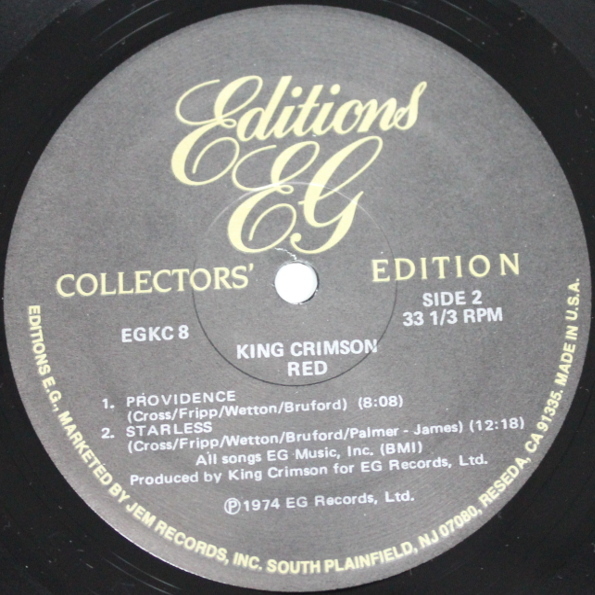 Editions
EG
COLLECTORS' EDITION
EGKC 8
SIDE 2
33 1/3 RPM
KING CRIMSON
RED
1. PROVIDENCE
(Cross/Fripp/Wetton/Bruford) (8:08)
2. STARLESS
(Cross/Fripp/Wetton/Bruford/Palmer - James) (12:18)
All songs EG Music, Inc. (BMI)
Produced by King Crimson for EG Records, Ltd.
Ⓟ1974 EG Records, Ltd.
EDITIONS E.G., MARKETED BY JEM RECORDS, INC. SOUTH PLAINFIELD, NJ 07080, RESEDA, CA 91335. MADE IN U.S.A.